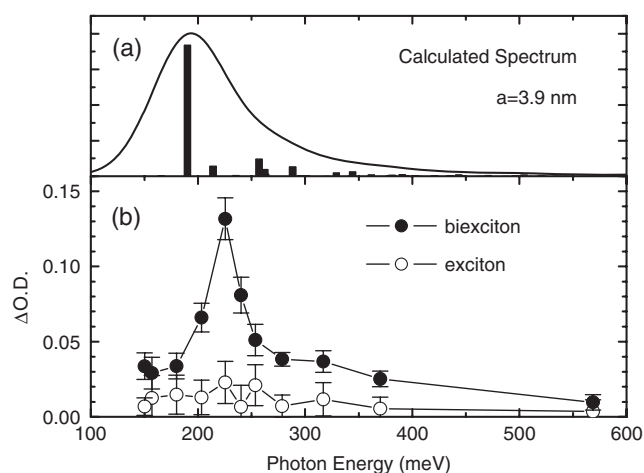 (a)
Calculated Spectrum
a=3.9 nm
0.15
(b)
biexciton
exciton
0.10
ΔO.D.
0.05
0.00
100 200 300 400 500 600
Photon Energy (meV)